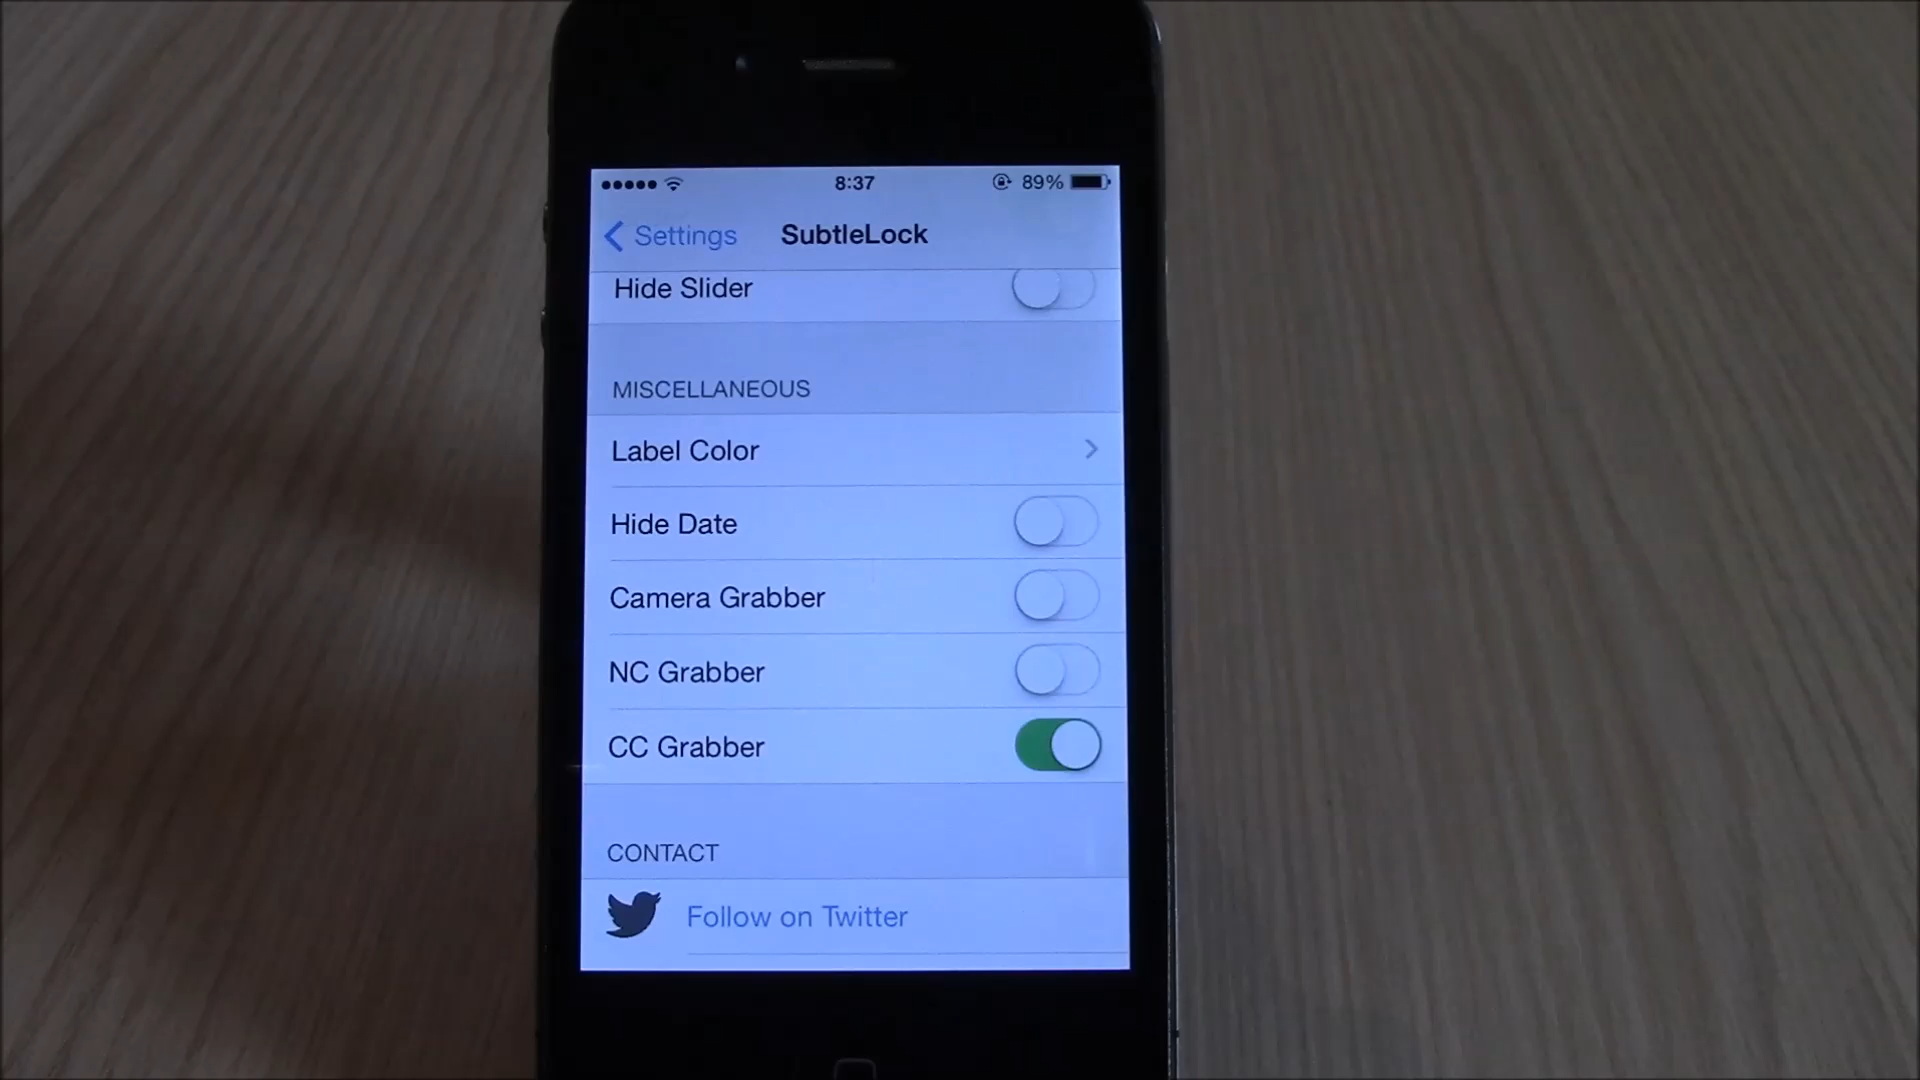 8:37
89%
Settings
SubtleLock
Hide Slider
MISCELLANEOUS
Label Color
Hide Date
Camera Grabber
NC Grabber
CC Grabber
CONTACT
Follow on Twitter